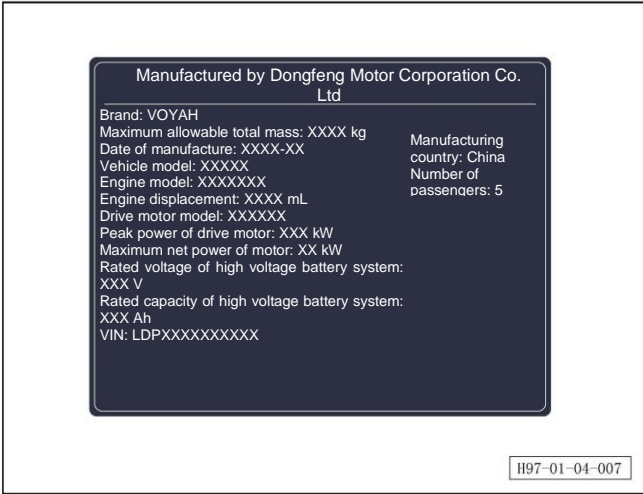 Manufactured by Dongfeng Motor Corporation Co.
Ltd
Brand: VOYAH
Maximum allowable total mass: XXXX kg
Date of manufacture: XXXX-XX
Vehicle model: XXXXX
Engine model: XXXXXXX
Engine displacement: XXXX mL
Drive motor model: XXXXXX
Peak power of drive motor: XXX kW
Maximum net power of motor: XX kW
Rated voltage of high voltage battery system:
XXX V
Rated capacity of high voltage battery system:
XXX Ah
VIN: LDPXXXXXXXXXX
Manufacturing
country: China
Number of
passengers: 5
H97-01-04-007